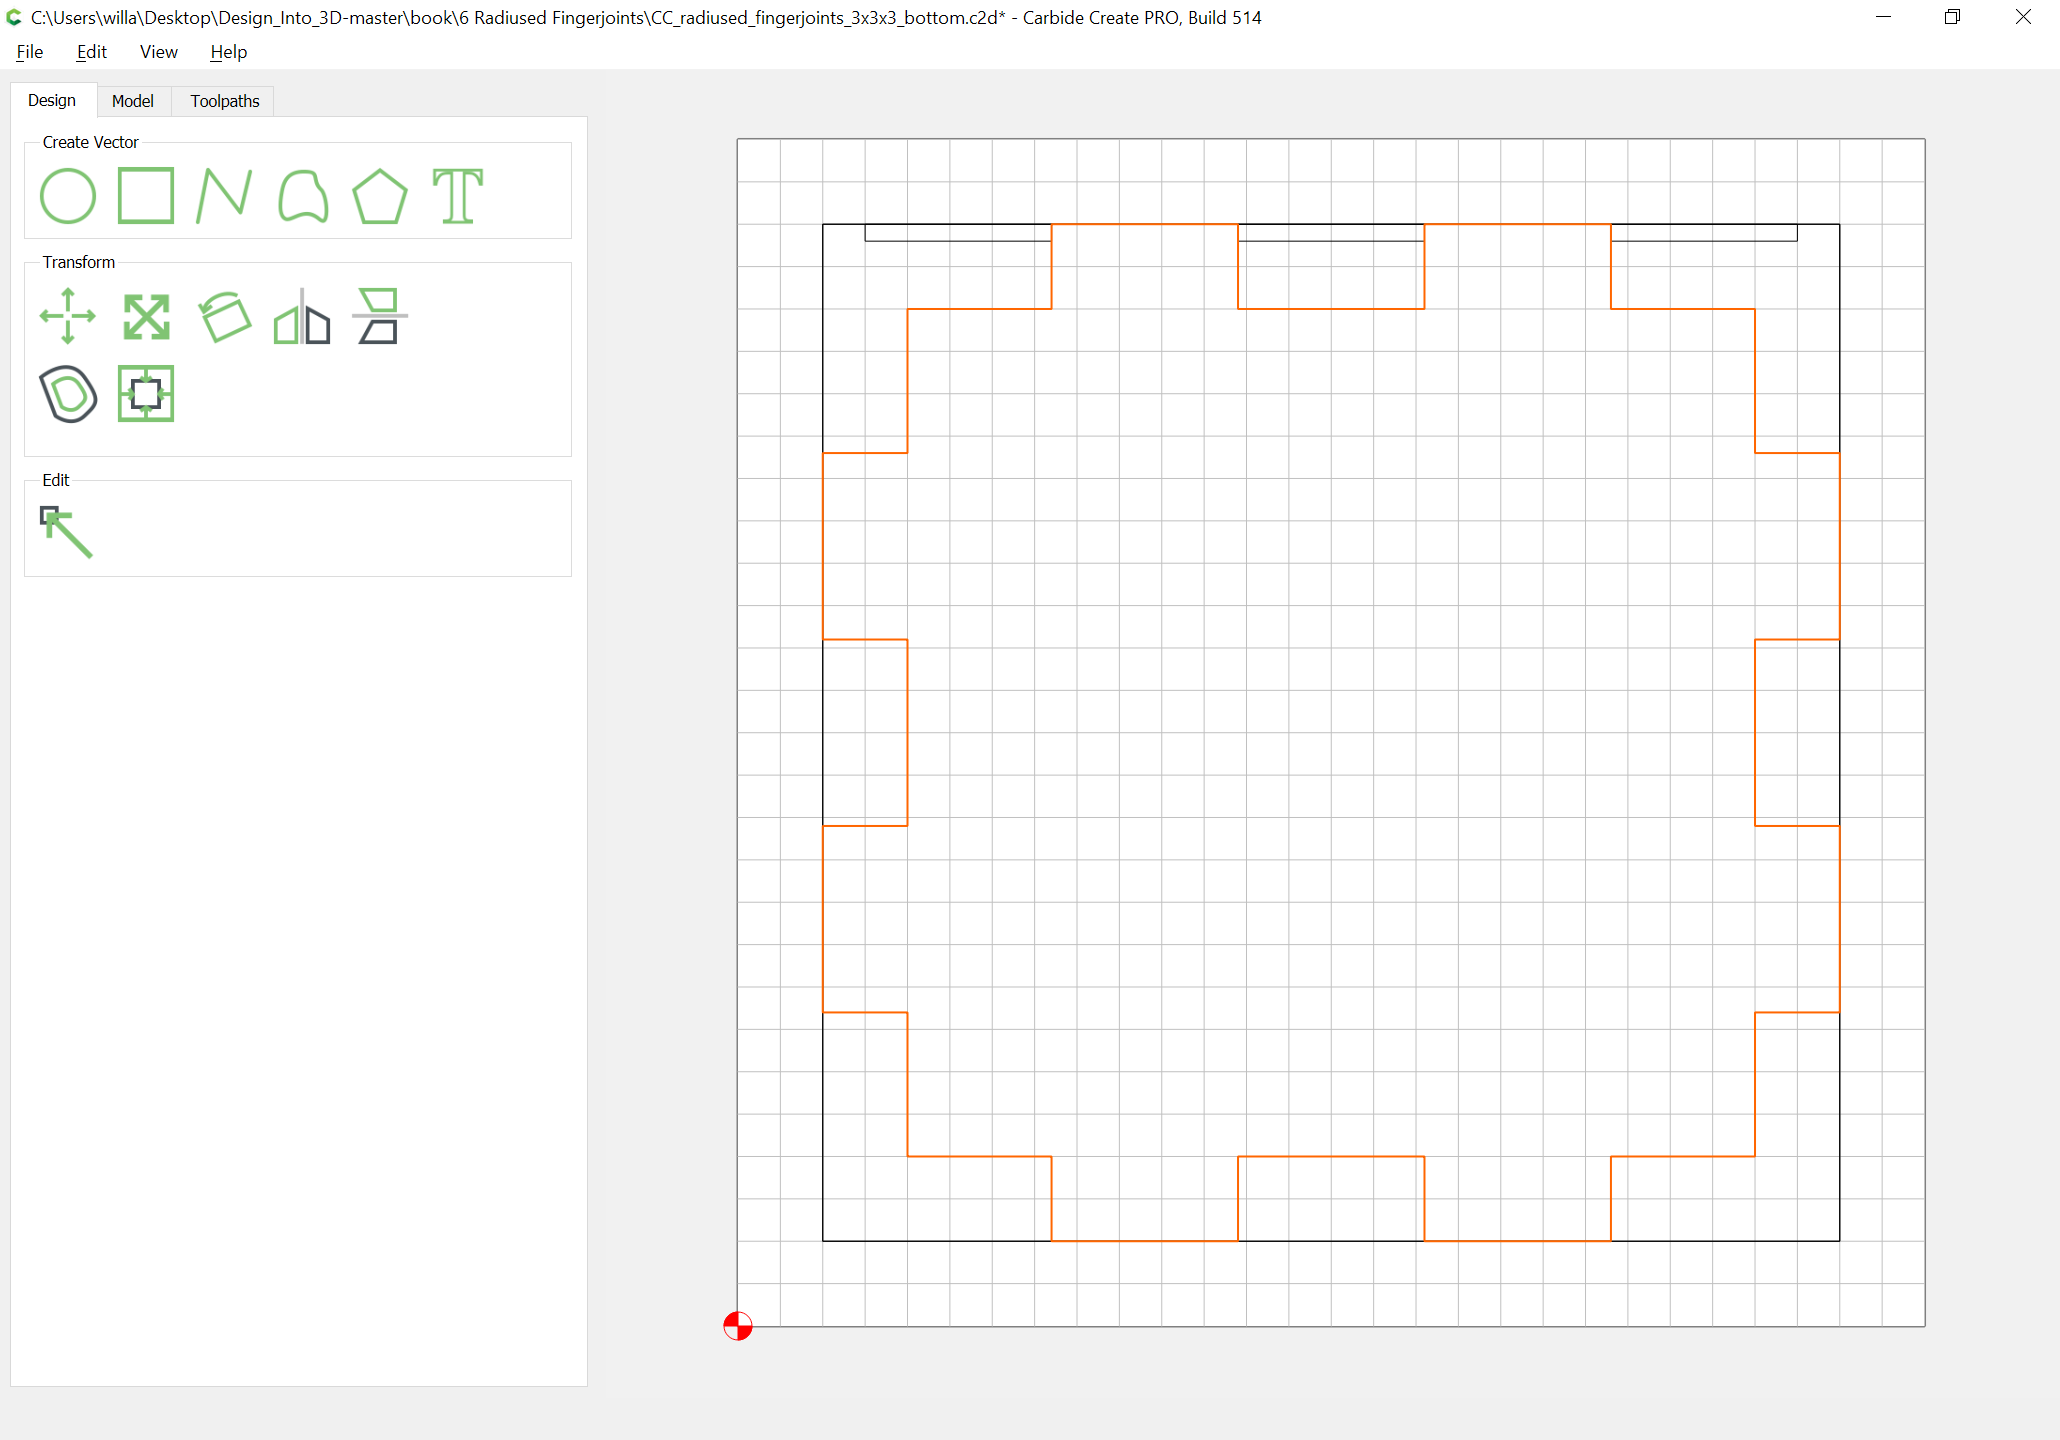 C:\Users\willa\Desktop\Design_Into_3D-master\book\6 Radiused Fingerjoints\CC_radiused_fingerjoints_3x3x3_bottom.c2d* - Carbide Create PRO, Build 514
File Edit View Help
Design Model Toolpaths
Create Vector
Transform
Edit